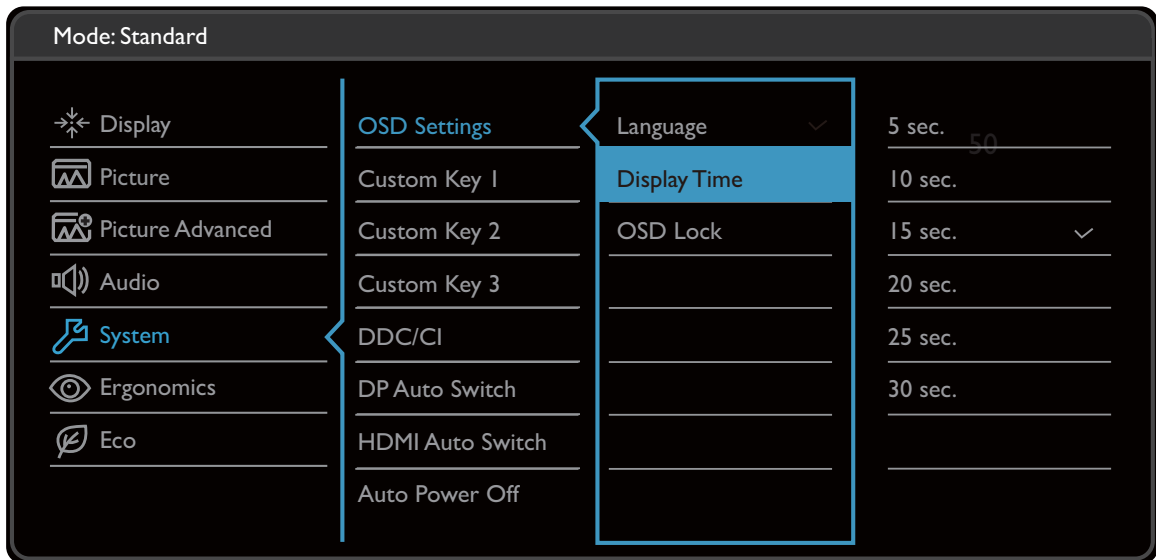 Mode: Standard
Display
Picture
Picture Advanced
Audio
System
Ergonomics
Eco
OSD Settings
Custom Key 1
Custom Key 2
Custom Key 3
DDC/CI
DP Auto Switch
HDMI Auto Switch
Auto Power Off
Language
Display Time
OSD Lock
5 sec.
50
10 sec.
15 sec.
20 sec.
25 sec.
30 sec.